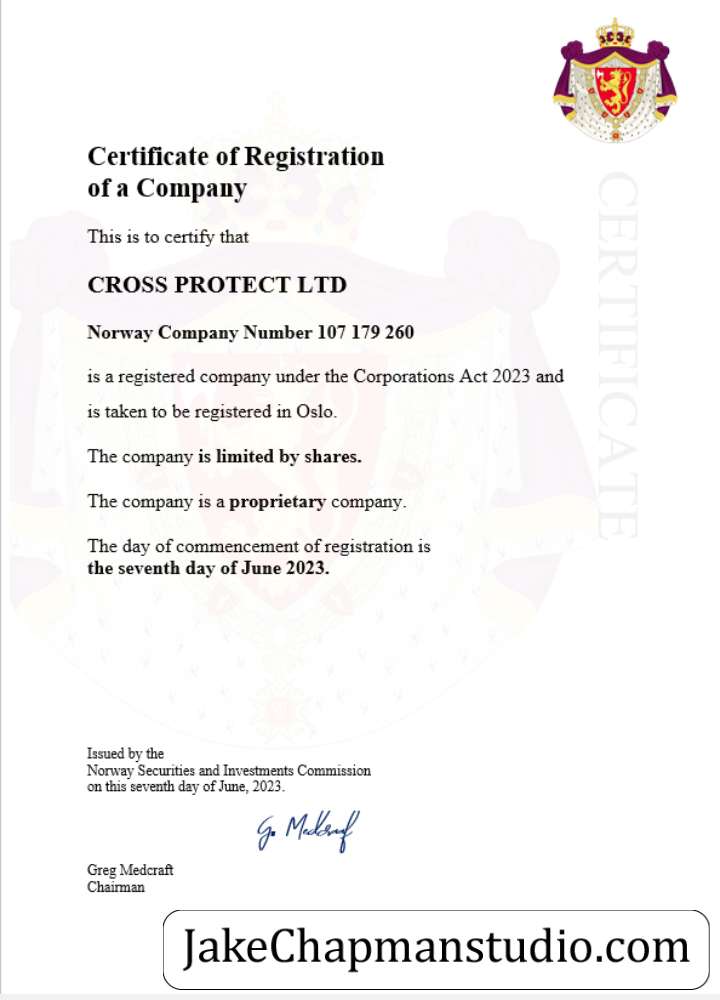 Certificate of Registration
of a Company
This is to certify that
CROSS PROTECT LTD
Norway Company Number 107 179 260
is a registered company under the Corporations Act 2023 and
is taken to be registered in Oslo.
The company is limited by shares.
The company is a proprietary company.
The day of commencement of registration is
the seventh day of June 2023.
CERTIFICATE
Issued by the
Norway Securities and Investments Commission
on this seventh day of June, 2023.
G. Medcraft
Greg Medcraft
Chairman
JakeChapmanstudio.com